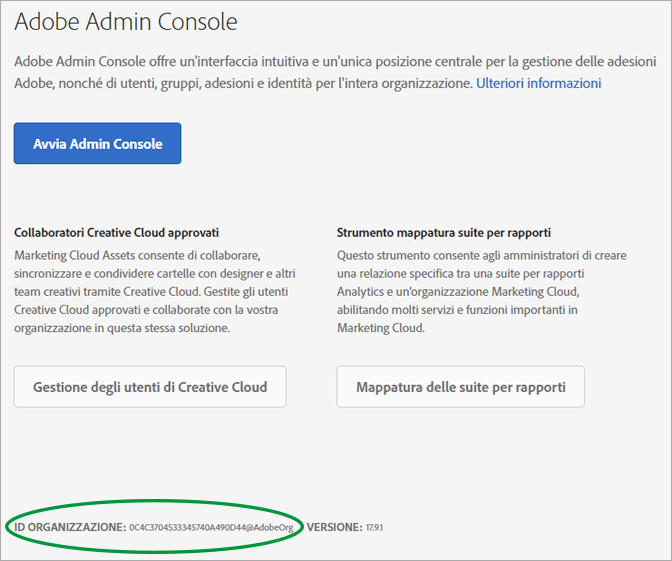 Adobe Admin Console
Adobe Admin Console offre un'interfaccia intuitiva e un'unica posizione centrale per la gestione delle adesioni
Adobe, nonché di utenti, gruppi, adesioni e identità per l'intera organizzazione. Ulteriori informazioni
Avvia Admin Console
Collaboratori Creative Cloud approvati
Marketing Cloud Assets consente di collaborare,
sincronizzare e condividere cartelle con designer e altri
team creativi tramite Creative Cloud. Gestite gli utenti
Creative Cloud approvati e collaborate con la vostra
organizzazione in questa stessa soluzione.
Gestione degli utenti di Creative Cloud
Strumento mappatura suite per rapporti
Questo strumento consente agli amministratori di creare
una relazione specifica tra una suite per rapporti
Analytics e un'organizzazione Marketing Cloud,
abilitando molti servizi e funzioni importanti in
Marketing Cloud.
Mappatura delle suite per rapporti
ID ORGANIZZAZIONE: 0C4C3704533345740A490D44@AdobeOrg VERSIONE: 17.9.1